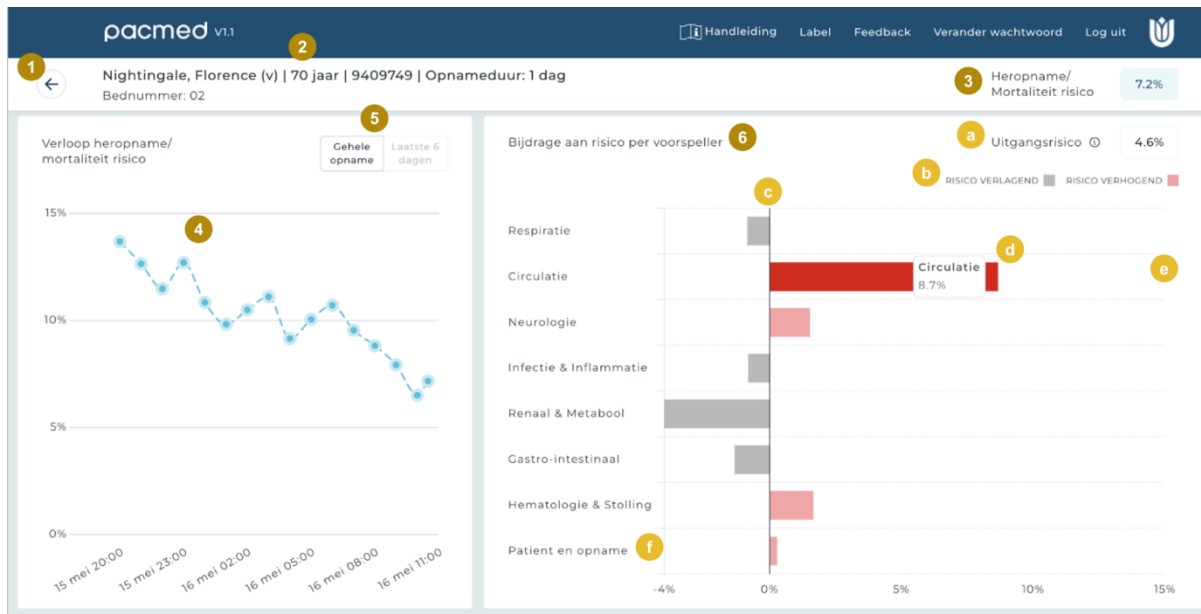 pacmed V1.1
Handleiding
Label
Feedback
Verander wachtwoord
Log uit
1
2
Nightingale, Florence (v) | 70 jaar | 9409749 | Opnameduur: 1 dag
Bednummer: 02
3
Heropname/
Mortaliteit risico
7.2%
5
Verloop heropname/
mortaliteit risico
Gehele
opname
Laatste 6
dagen
15%
4
10%
5%
0%
15 mei 20:00
15 mei 23:00
16 mei 02:00
16 mei 05:00
16 mei 08:00
16 mei 11:00
Bijdrage aan risico per voorspeller
6
a
Uitgangsrisico
4.6%
b
RISICO VERLAGEND
RISICO VERHOGEND
c
Respiratie
d
Circulatie
Circulatie
8.7%
e
Neurologie
Infectie & Inflammatie
Renaal & Metabool
Gastro-intestinaal
Hematologie & Stolling
Patient en opname
f
-4%
0%
5%
10%
15%